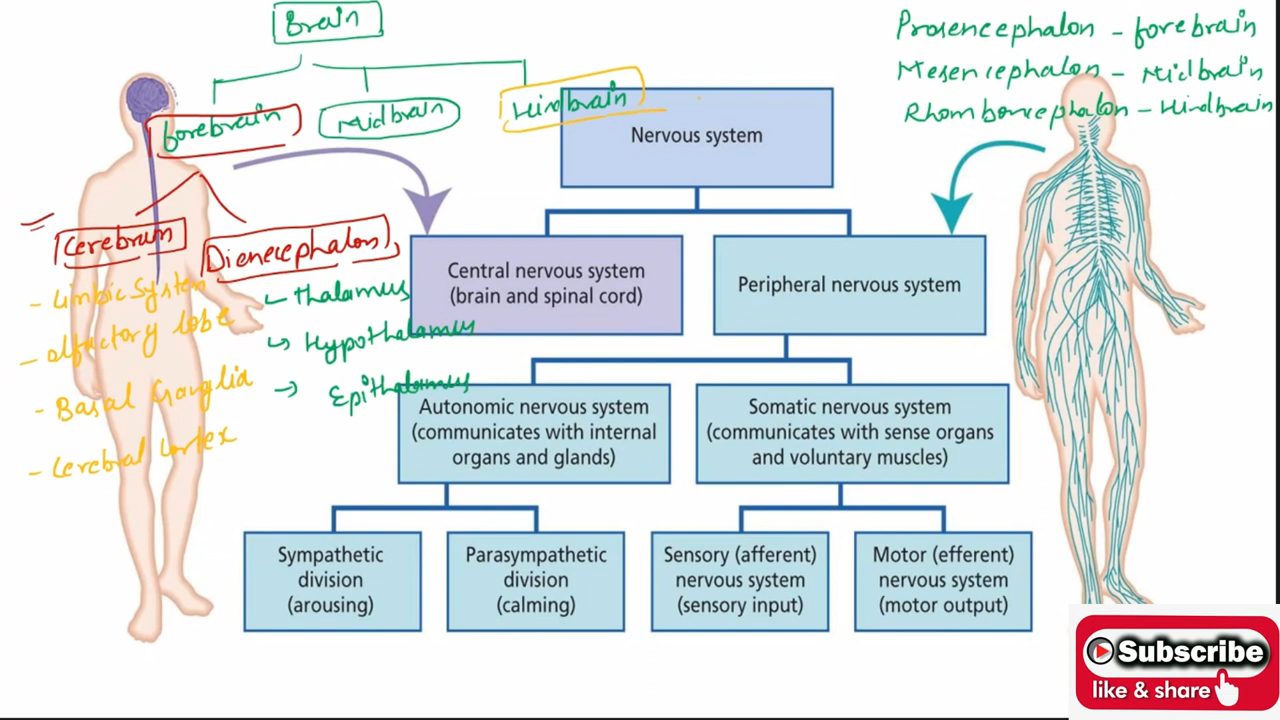 Brain
Forebrain
Midbrain
Hindbrain
Prosencephalon - forebrain
Mesencephalon - Midbrain
Rhombencephalon - Hindbrain
Cerebrum
Diencephalon
- Limbic System
- olfactory lobe
- Basal Ganglia
- Cerebral cortex
Thalamus
Hypothalamus
→ Epithalamus
Nervous system
Central nervous system
(brain and spinal cord)
Peripheral nervous system
Autonomic nervous system
(communicates with internal
organs and glands)
Somatic nervous system
(communicates with sense organs
and voluntary muscles)
Sympathetic
division
(arousing)
Parasympathetic
division
(calming)
Sensory (afferent)
nervous system
(sensory input)
Motor (efferent)
nervous system
(motor output)
Subscribe
like & share